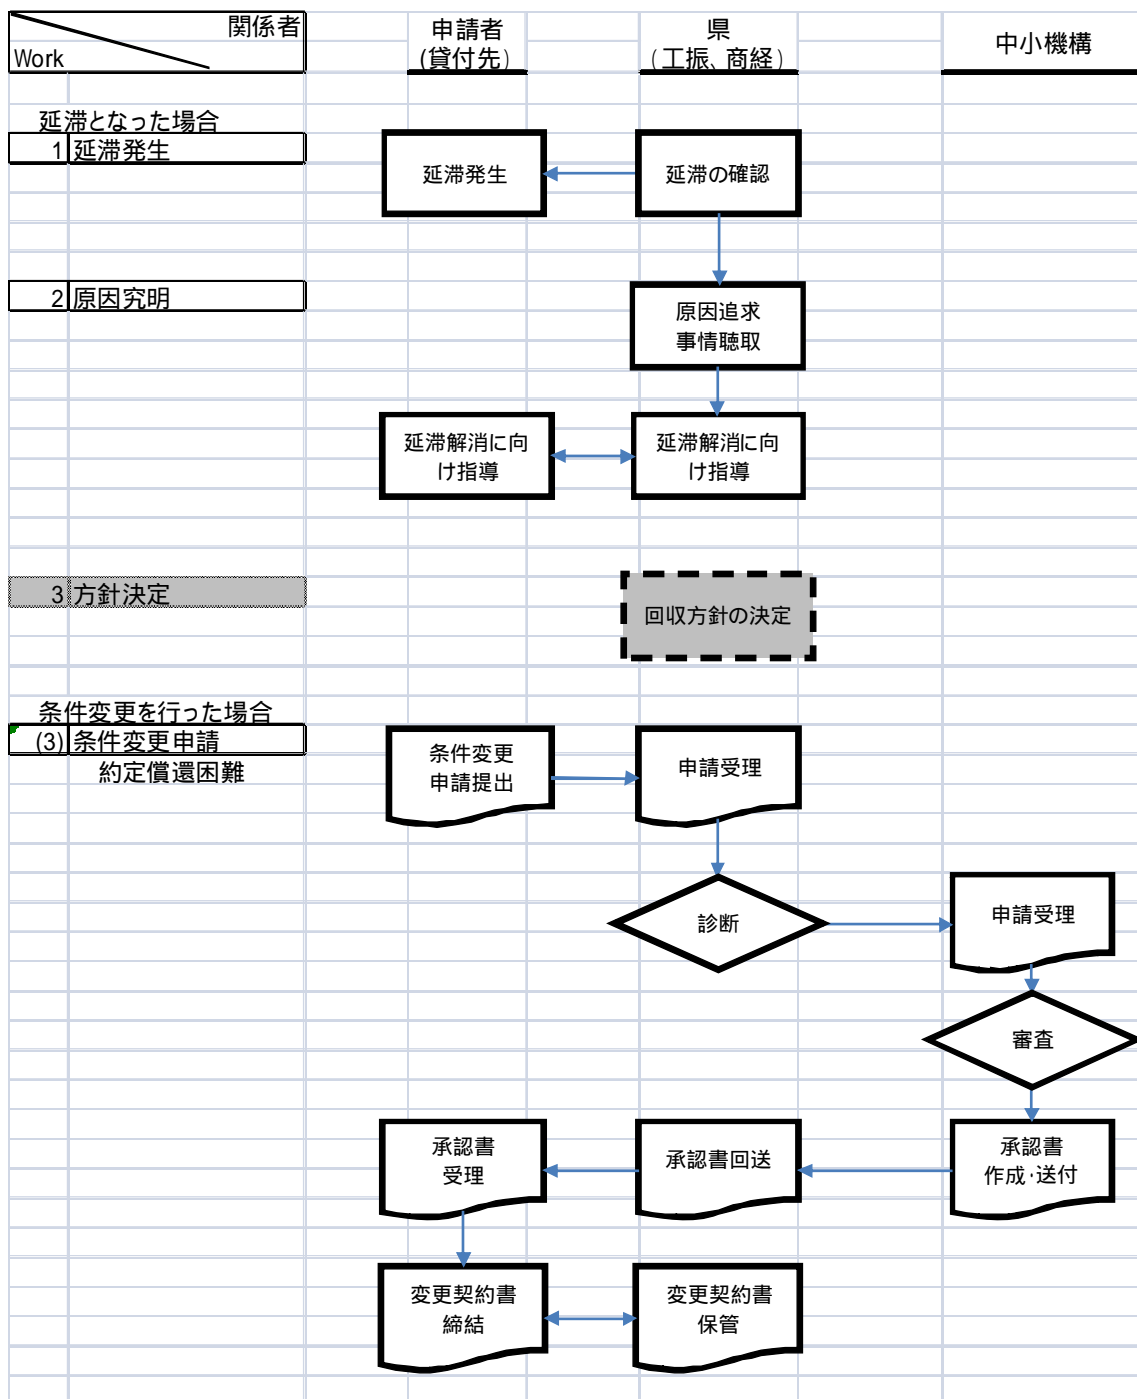 関係者
Work
申請者
(貸付先)
県
(工振、商経)
中小機構
延滞となった場合
1 延滞発生
延滞発生
延滞の確認
2 原因究明
原因追求
事情聴取
延滞解消に向
け指導
延滞解消に向
け指導
3 方針決定
回収方針の決定
条件変更を行った場合
(3) 条件変更申請
約定償還困難
条件変更
申請提出
申請受理
診断
申請受理
審査
承認書
受理
承認書回送
承認書
作成・送付
変更契約書
締結
変更契約書
保管